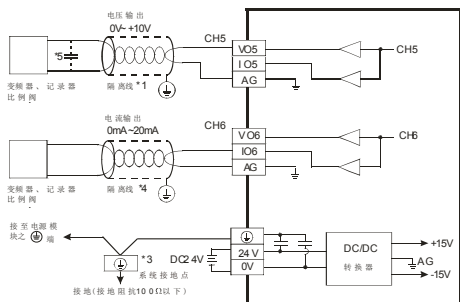 电压输出
0V~ +10V
CH5
VO5
CH5
*5
IO5
AG
变频器、记录器
比例阀
隔离线 *1
电流输出
0mA~20mA
CH6
VO6
CH6
IO6
AG
变频器、记录器
比例阀
隔离线 *4
接至电源模
块之 端
DC24V
24V
0V
*3
系统接地点
接地(接地阻抗100Ω以下)
DC/DC
转换器
+15V
AG
-15V